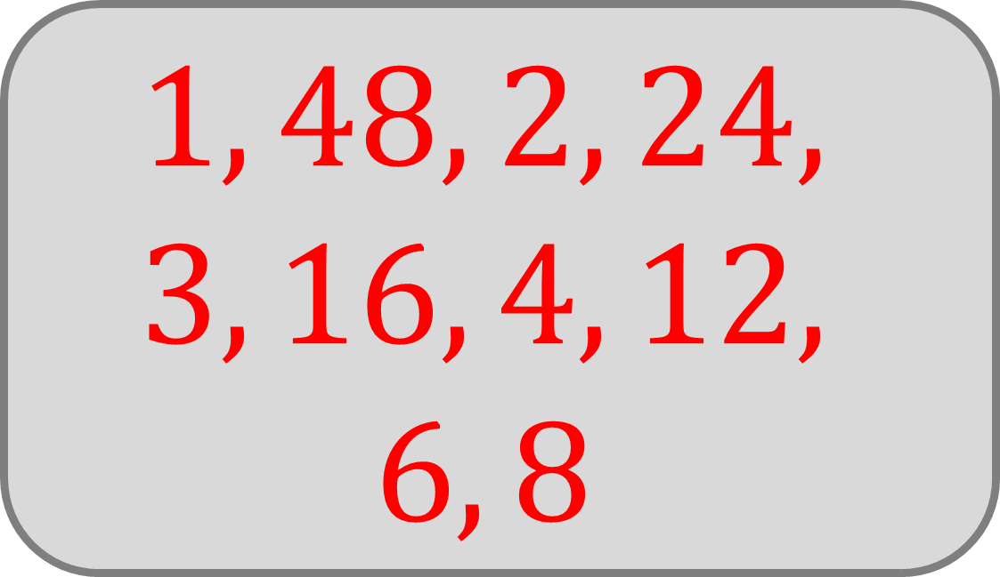 1, 48, 2, 24,
3, 16, 4, 12,
6, 8